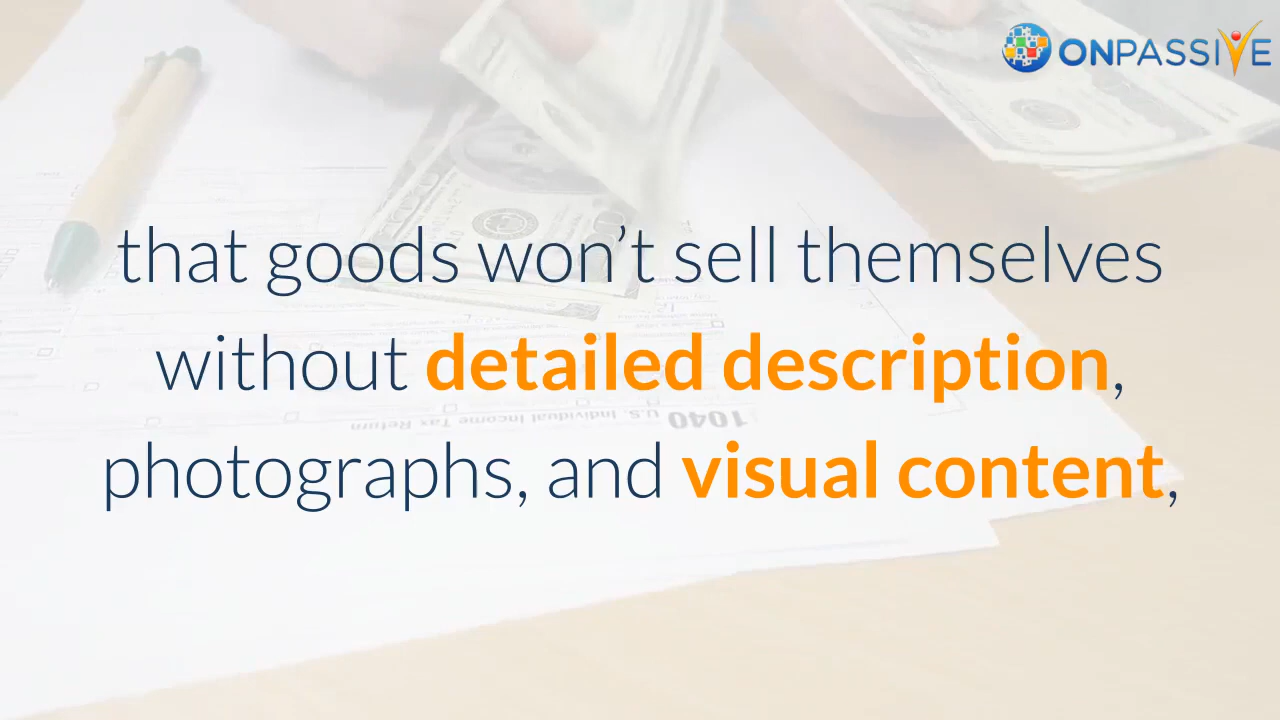 ONPASSIVE
that goods won’t sell themselves
without detailed description,
photographs, and visual content,
1040 U.S. Individual Income Tax Return